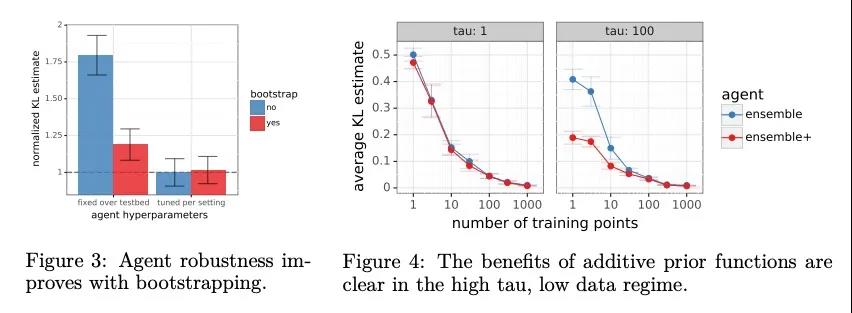 2
1.75
1.50
1.25
1
normalized KL estimate
fixed over testbed tuned per setting
agent hyperparameters
bootstrap
no
yes
Figure 3: Agent robustness im-
proves with bootstrapping.
tau: 1
tau: 100
0.5
0.4
0.3
0.2
0.1
0
average KL estimate
1 10 100 1000
1 10 100 1000
number of training points
agent
ensemble
ensemble+
Figure 4: The benefits of additive prior functions are
clear in the high tau, low data regime.